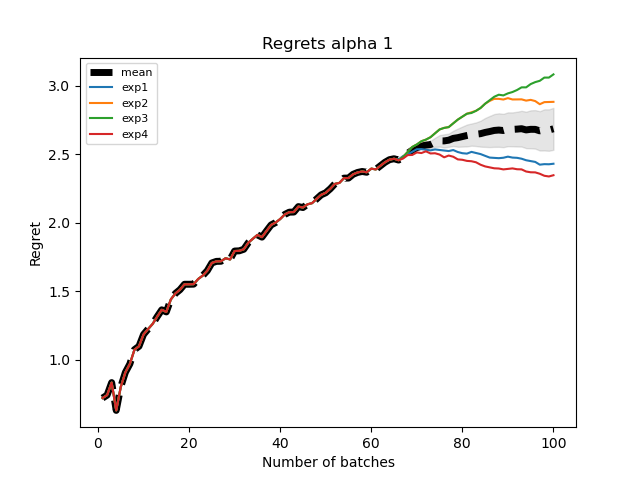 Regrets alpha 1
mean
exp1
exp2
exp3
exp4
Regret
3.0
2.5
2.0
1.5
1.0
0 20 40 60 80 100
Number of batches